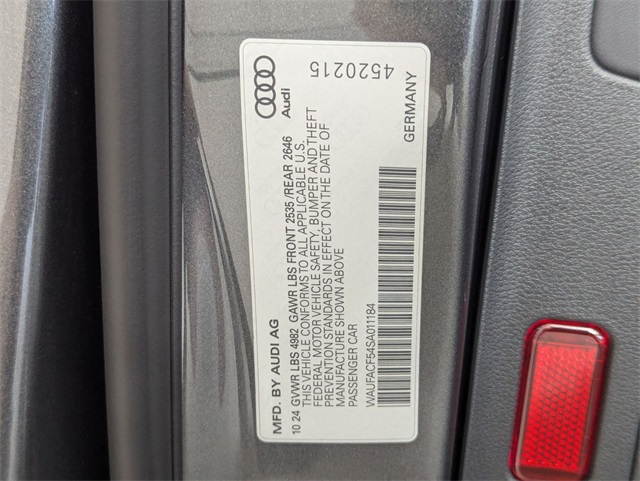 MFD. BY AUDI AG
10 24 GVWR LBS 4982 GAWR LBS FRONT 2535 /REAR 2646
THIS VEHICLE CONFORMS TO ALL APPLICABLE U.S.
FEDERAL MOTOR VEHICLE SAFETY, BUMPER AND THEFT
PREVENTION STANDARDS IN EFFECT ON THE DATE OF
MANUFACTURE SHOWN ABOVE
PASSENGER CAR
WAUFACF54SA011184
Audi
GERMANY
4520215